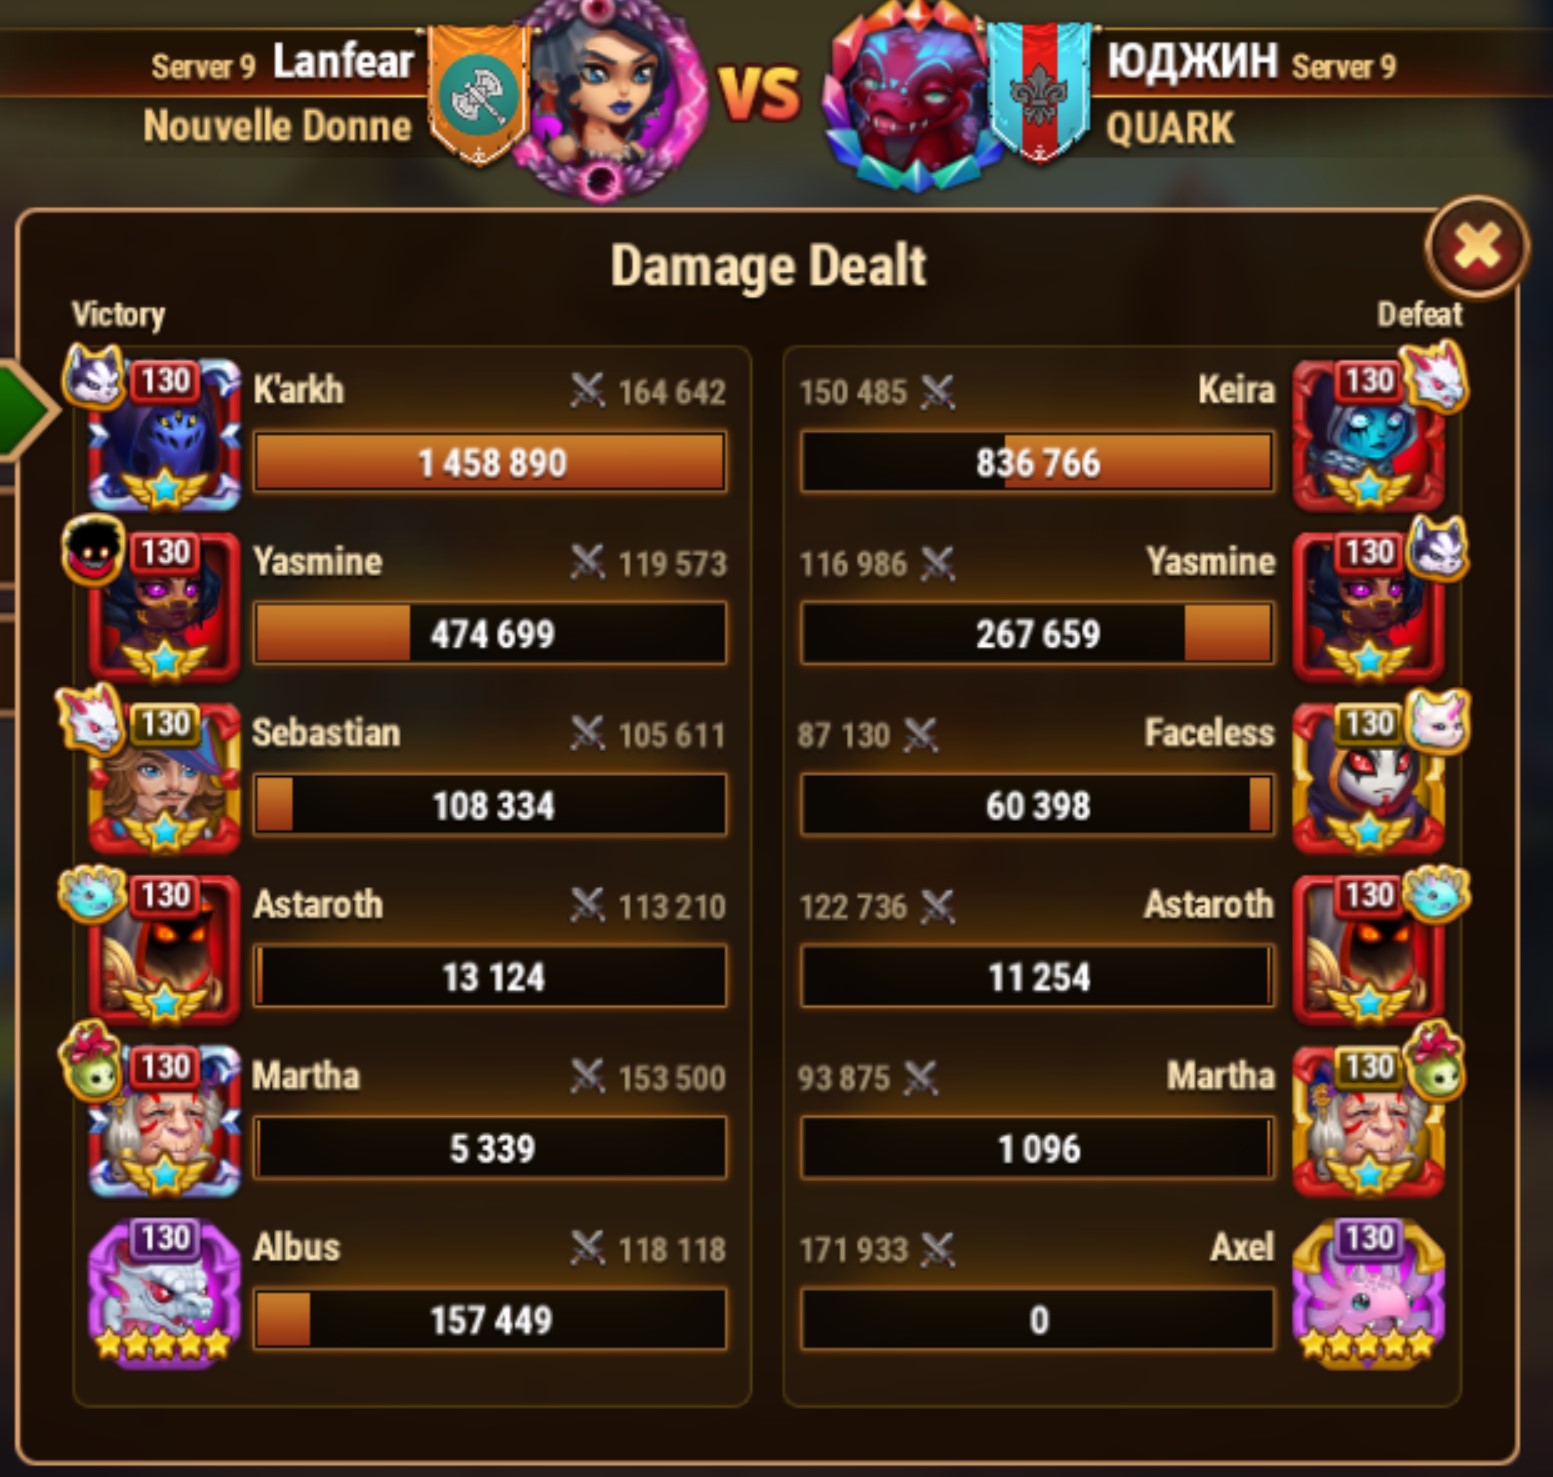 Server 9 Lanfear
Nouvelle Donne
VS
ЮДЖИН Server 9
QUARK
Damage Dealt
Victory
Defeat
130
K'arkh
164 642
1 458 890
150 485
Keira
130
836 766
130
Yasmine
119 573
474 699
116 986
Yasmine
130
267 659
130
Sebastian
105 611
108 334
87 130
Faceless
130
60 398
130
Astaroth
113 210
13 124
122 736
Astaroth
130
11 254
130
Martha
153 500
5 339
93 875
Martha
130
1 096
130
Albus
118 118
157 449
171 933
Axel
130
0